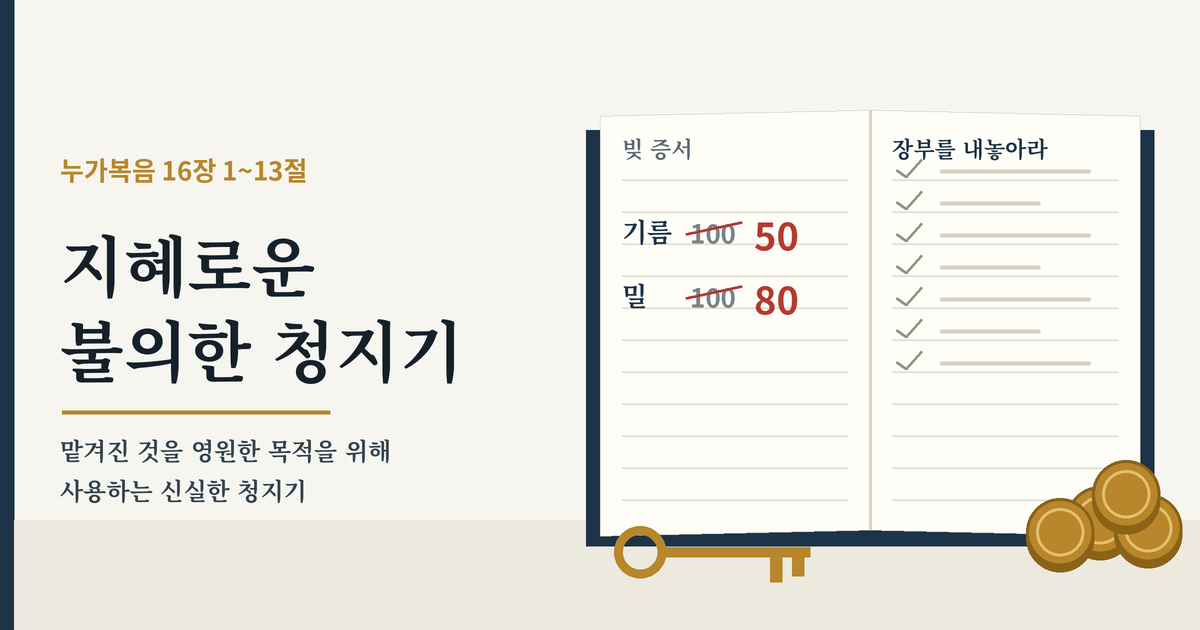 누가복음 16장 1~13절
지혜로운
불의한 청지기
맡겨진 것을 영원한 목적을 위해
사용하는 신실한 청지기
빚 증서
기름 100 50
밀 100 80
장부를 내놓아라